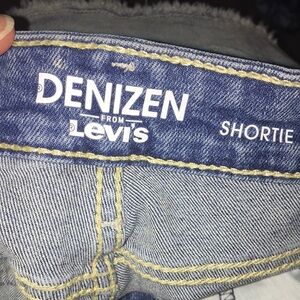 DENIZEN
FROM
Levi's
SHORTIE